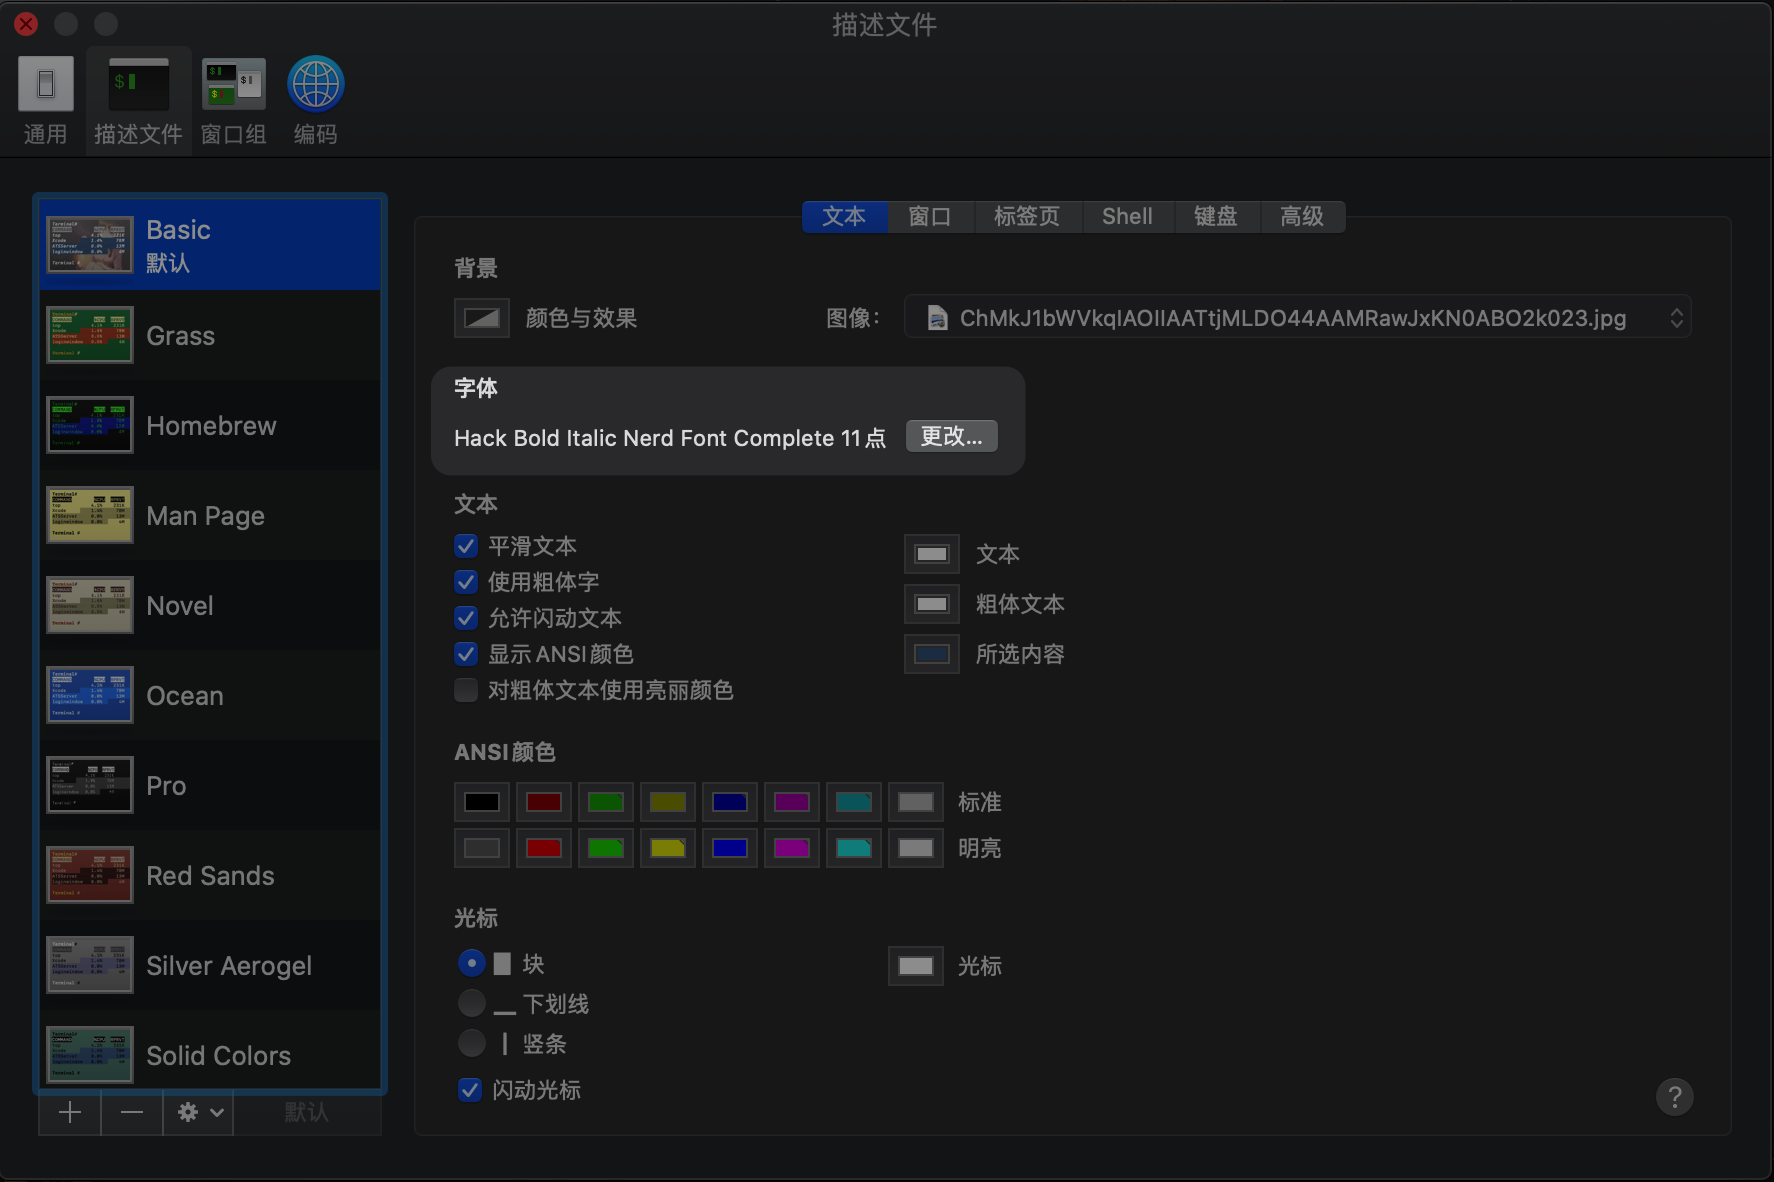 描述文件
通用
描述文件
窗口组
编码
Basic
默认
Grass
Homebrew
Man Page
Novel
Ocean
Pro
Red Sands
Silver Aerogel
Solid Colors
默认
文本
窗口
标签页
Shell
键盘
高级
背景
颜色与效果
图像：
字体
Hack Bold Italic Nerd Font Complete 11点
更改...
文本
平滑文本
使用粗体字
允许闪动文本
显示 ANSI 颜色
对粗体文本使用亮丽颜色
文本
粗体文本
所选内容
ANSI 颜色
标准
明亮
光标
块
下划线
竖条
闪动光标
光标
?